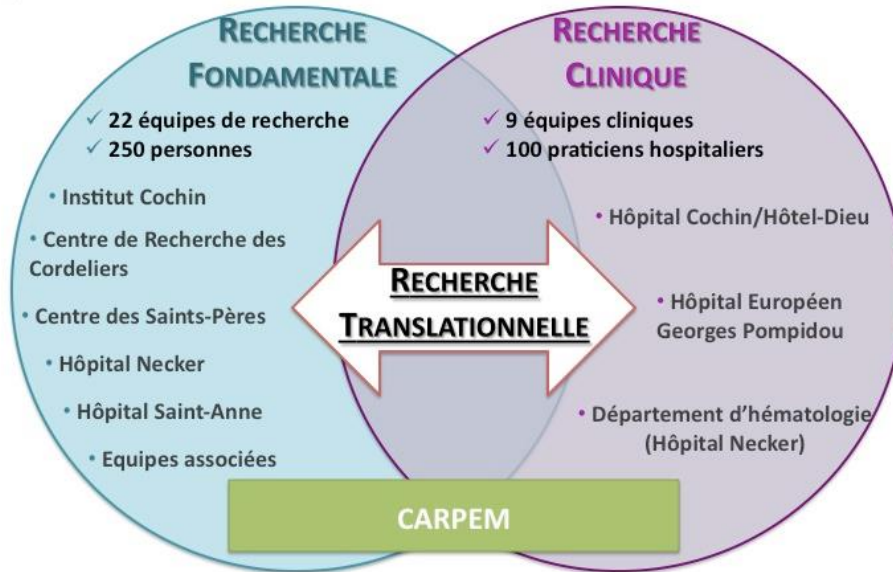 RECHERCHE
FONDAMENTALE
✓ 22 équipes de recherche
✓ 250 personnes
• Institut Cochin
• Centre de Recherche des
Cordeliers
• Centre des Saints-Pères
• Hôpital Necker
• Hôpital Saint-Anne
• Equipes associées
RECHERCHE
TRANSLATIONNELLE
RECHERCHE
CLINIQUE
✓ 9 équipes cliniques
✓ 100 praticiens hospitaliers
• Hôpital Cochin/Hôtel-Dieu
• Hôpital Européen
Georges Pompidou
• Département d'hématologie
(Hôpital Necker)
CARPEM